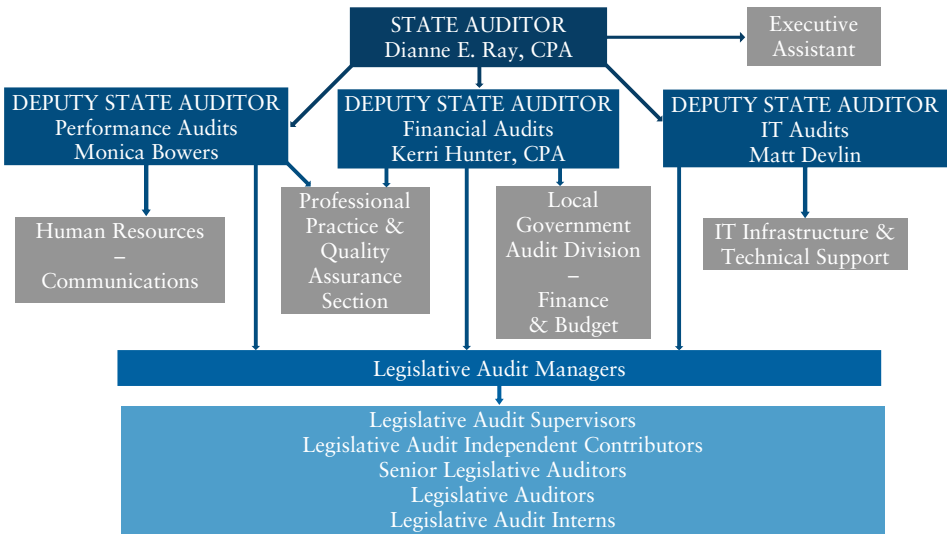 STATE AUDITOR
Dianne E. Ray, CPA
Executive
Assistant
DEPUTY STATE AUDITOR
Performance Audits
Monica Bowers
DEPUTY STATE AUDITOR
Financial Audits
Kerri Hunter, CPA
DEPUTY STATE AUDITOR
IT Audits
Matt Devlin
Human Resources
–
Communications
Professional
Practice &
Quality
Assurance
Section
Local
Government
Audit Division
–
Finance
& Budget
IT Infrastructure &
Technical Support
Legislative Audit Managers
Legislative Audit Supervisors
Legislative Audit Independent Contributors
Senior Legislative Auditors
Legislative Auditors
Legislative Audit Interns